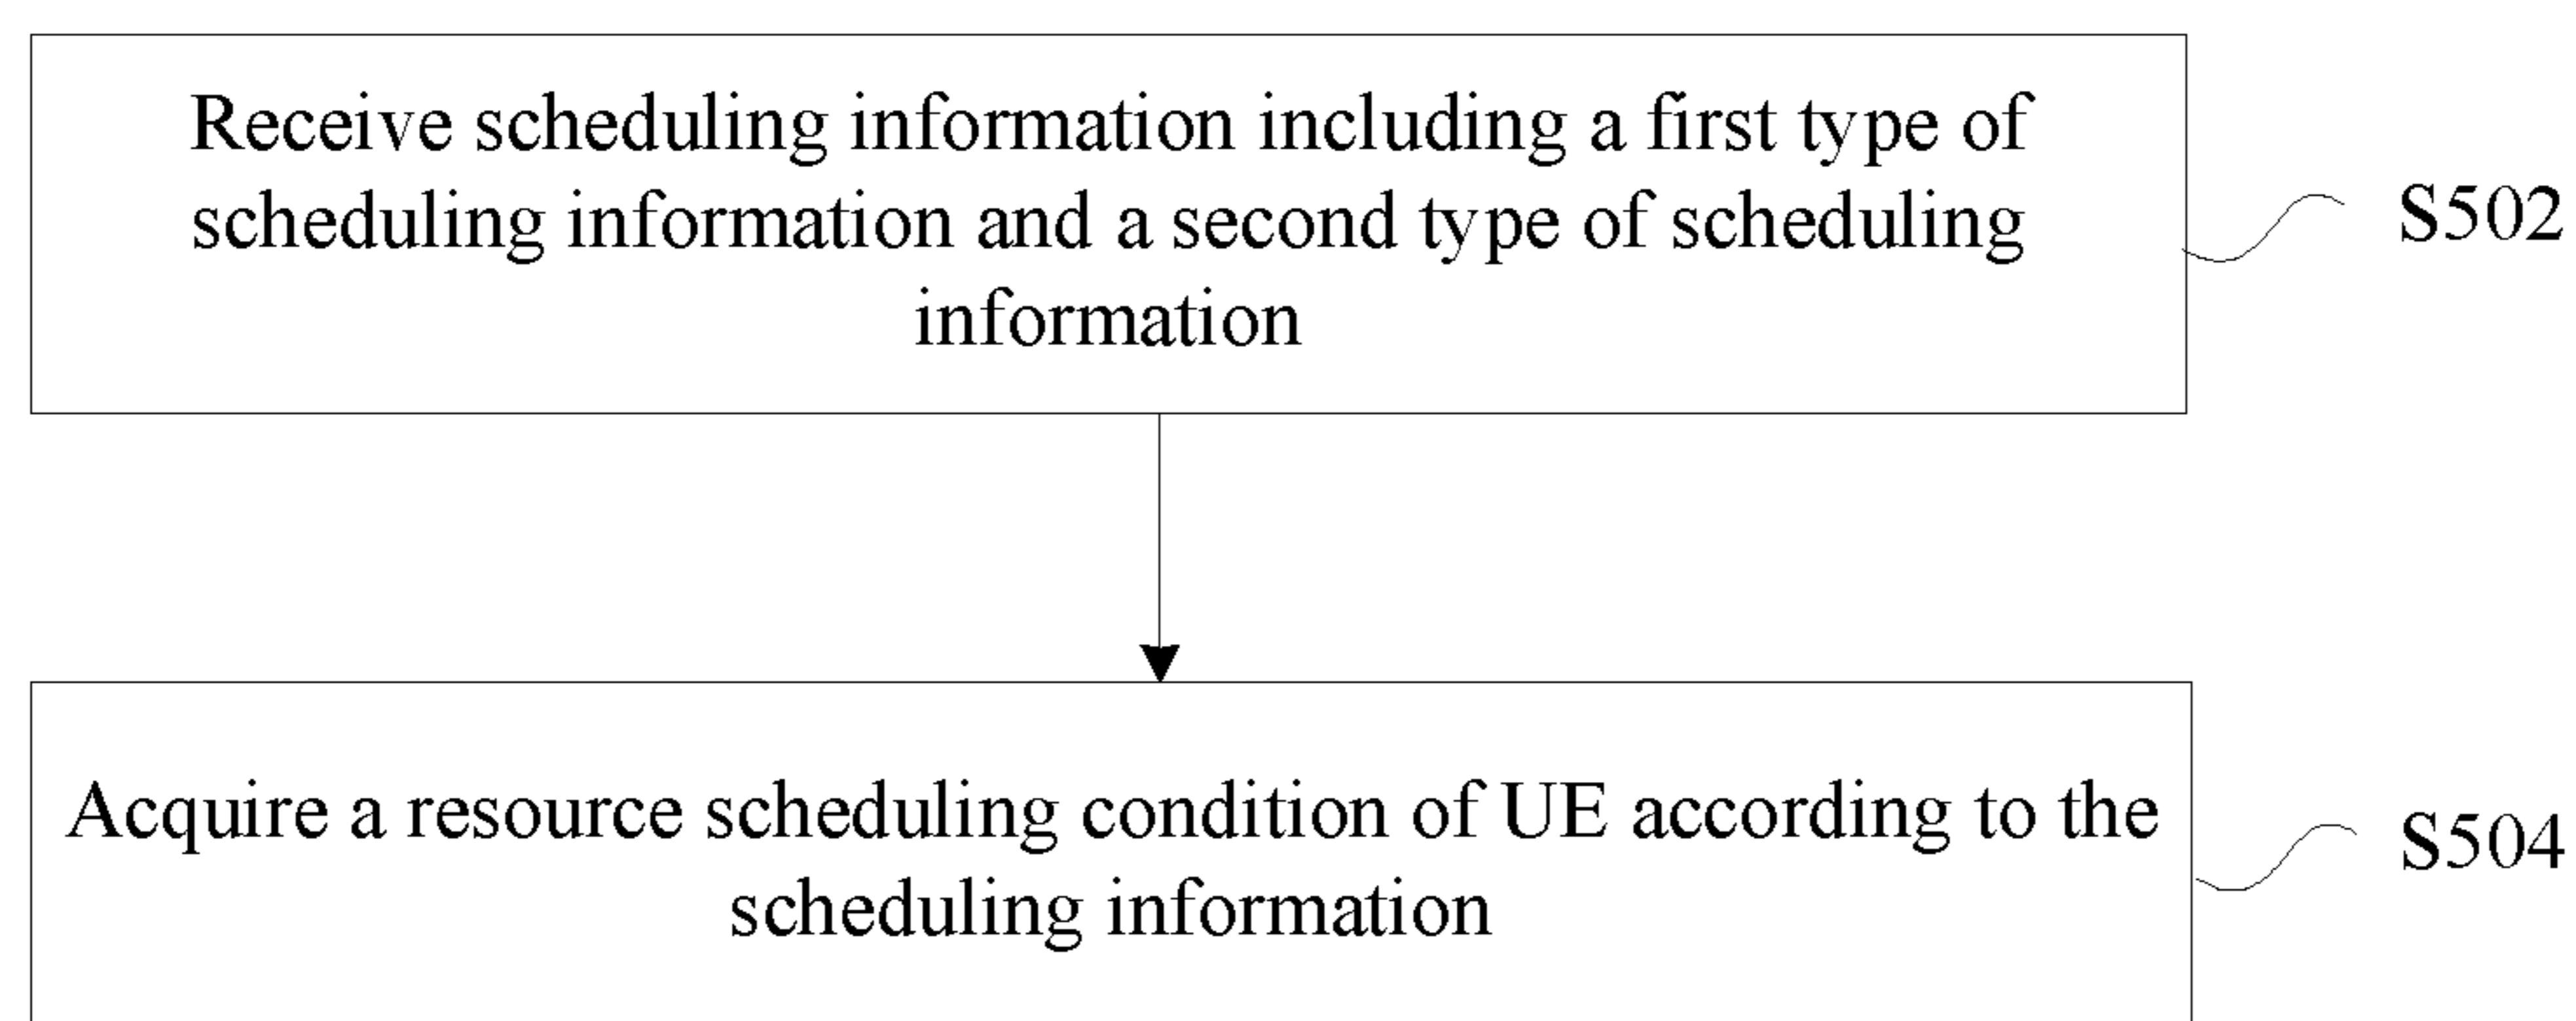 Receive scheduling information including a first type of
scheduling information and a second type of scheduling
information
S502
Acquire a resource scheduling condition of UE according to the
scheduling information
S504